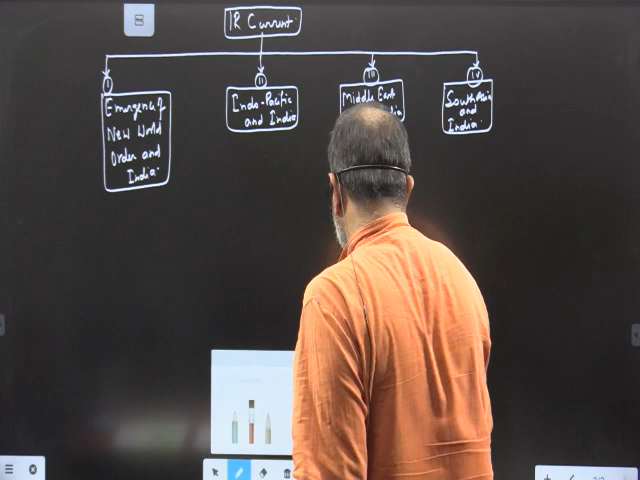 IR Current
I
Emergence of
New World
Order and
India
II
Indo-Pacific
and India
III
Middle East
IV
South Asia
and
India